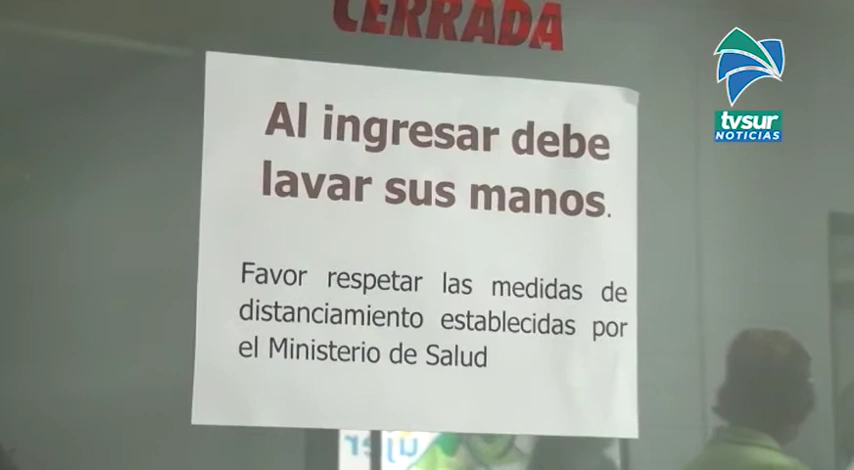 CERRADA
tvsur
NOTICIAS
Al ingresar debe
lavar sus manos.
Favor respetar las medidas de
distanciamiento establecidas por
el Ministerio de Salud